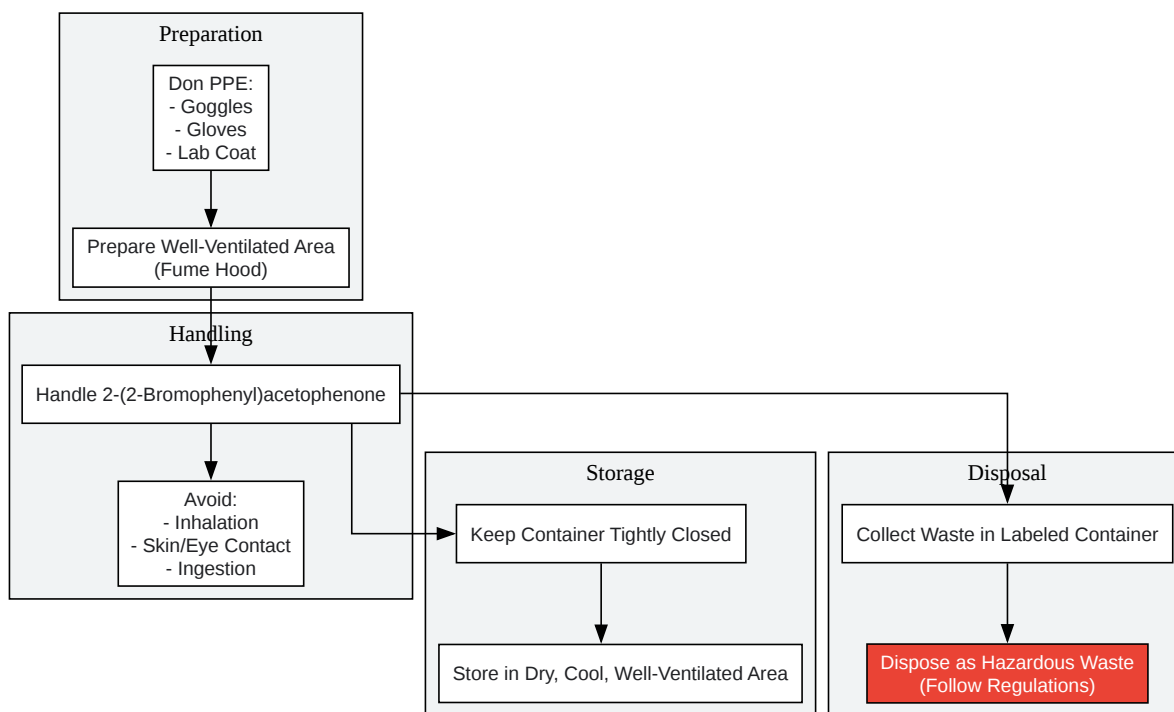 Preparation
Don PPE:
- Goggles
- Gloves
- Lab Coat
Prepare Well-Ventilated Area
(Fume Hood)
Handling
Handle 2-(2-Bromophenyl)acetophenone
Avoid:
- Inhalation
- Skin/Eye Contact
- Ingestion
Storage
Keep Container Tightly Closed
Store in Dry, Cool, Well-Ventilated Area
Disposal
Collect Waste in Labeled Container
Dispose as Hazardous Waste
(Follow Regulations)